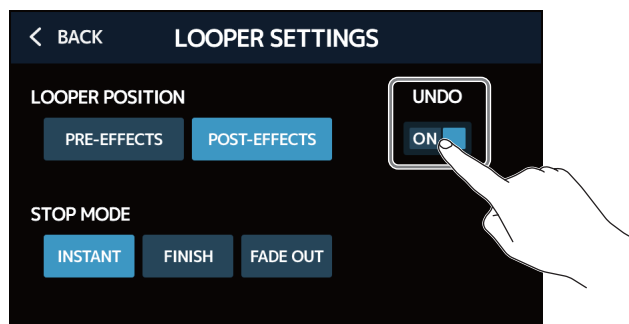 < BACK
LOOPER SETTINGS
LOOPER POSITION
PRE-EFFECTS
POST-EFFECTS
UNDO
ON
STOP MODE
INSTANT
FINISH
FADE OUT